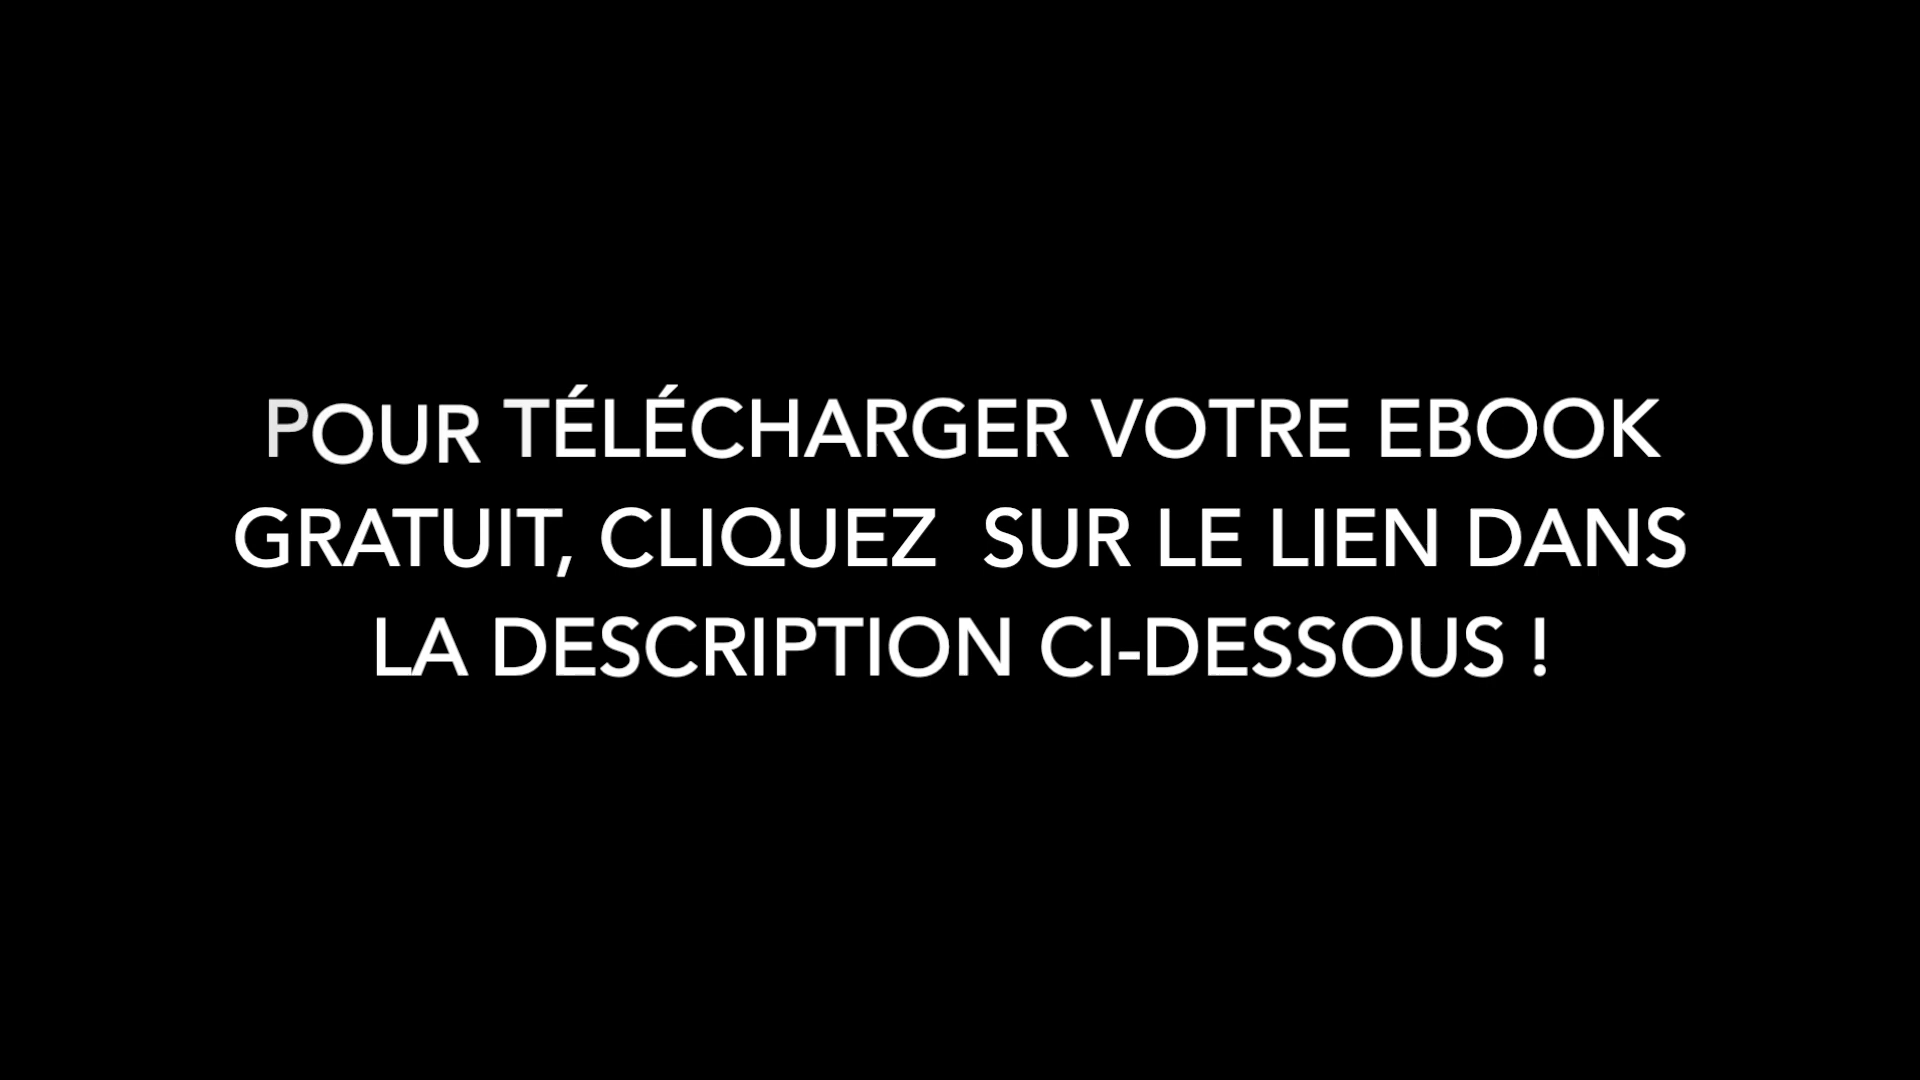 POUR TÉLÉCHARGER VOTRE EBOOK
GRATUIT, CLIQUEZ  SUR LE LIEN DANS
LA DESCRIPTION CI-DESSOUS !